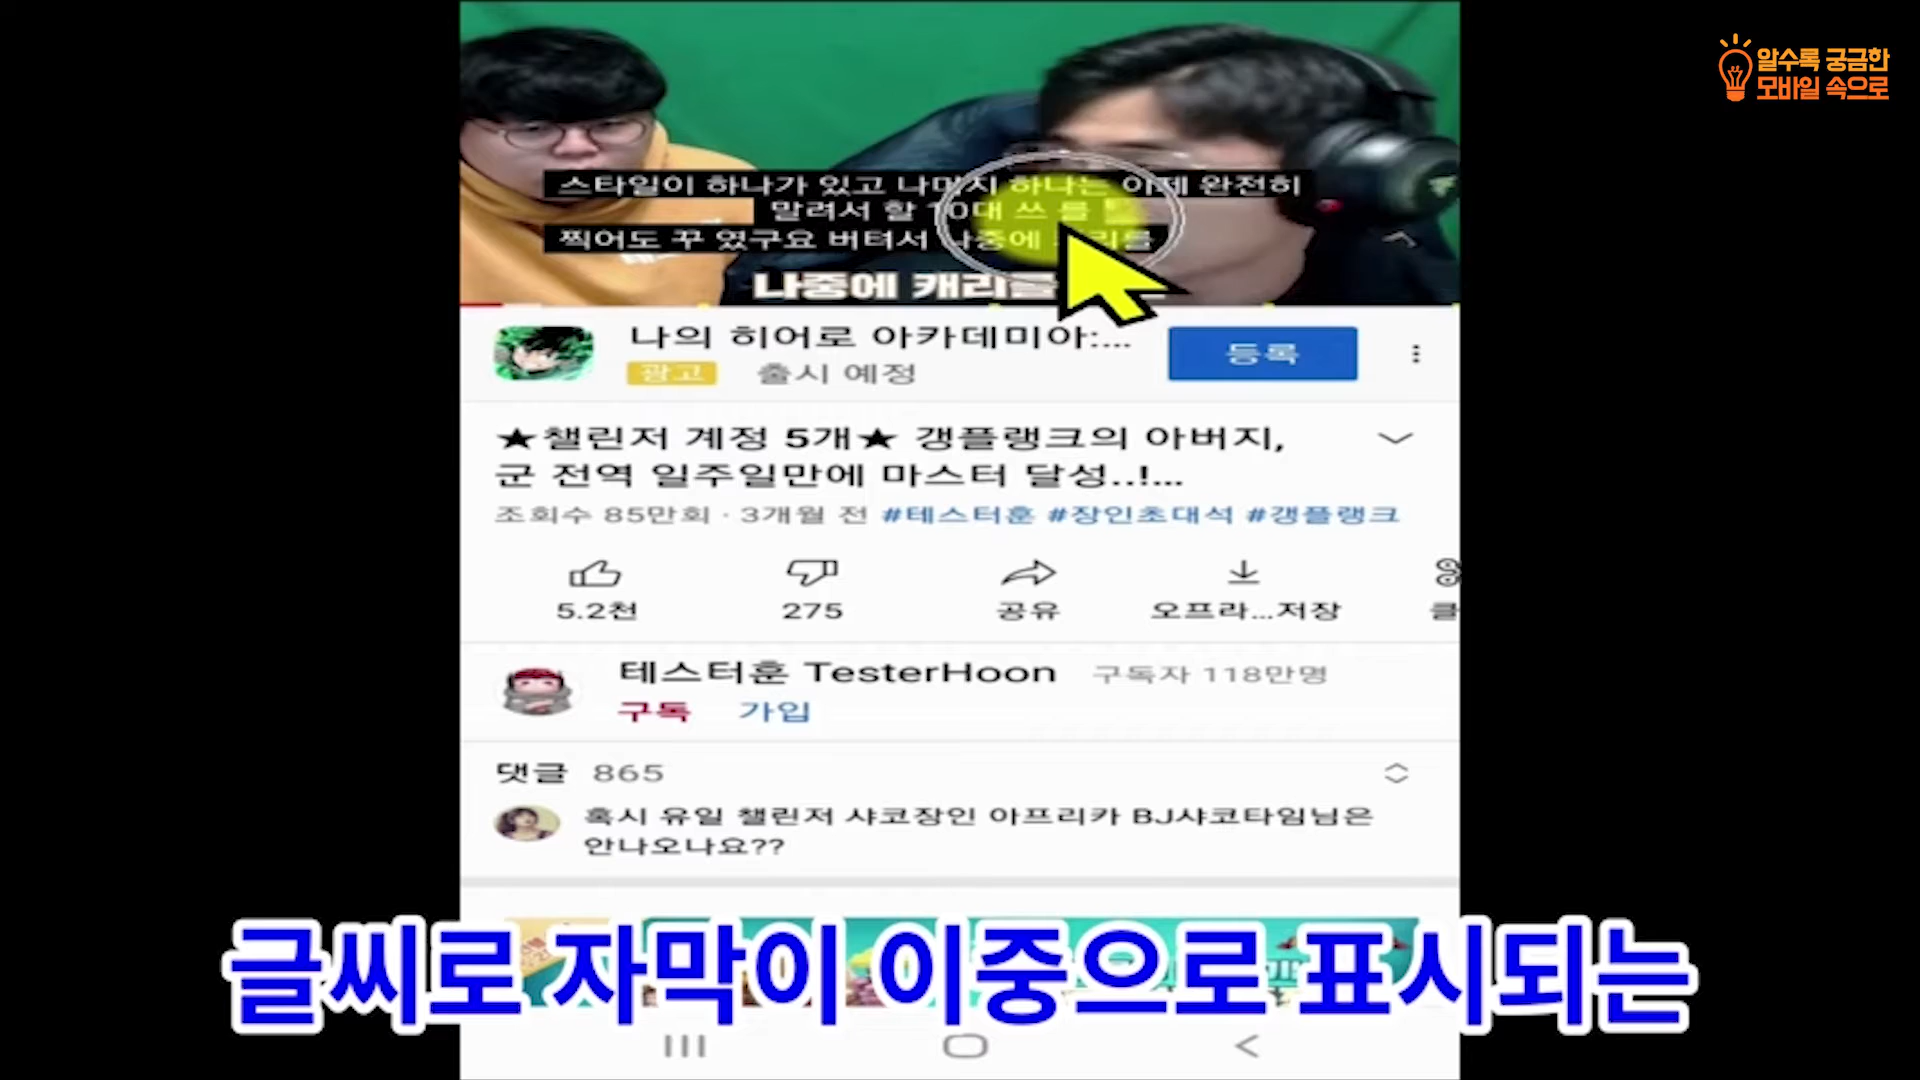 알수록 궁금한
모바일 속으로
스타일이 하나가 있고 나머지 하나는 이제 완전히
말려서 할 10대 쓰 를
찍어도 꾸 였구요 버텨서 나중에
나중에 캐리를
나의 히어로 아카데미아:...
등록
광고 출시 예정
★챌린저 계정 5개★ 갱플랭크의 아버지,
군 전역 일주일만에 마스터 달성..!...
조회수 85만회 · 3개월 전 #테스터훈 #장인초대석 #갱플랭크
5.2천 275 공유 오프라...저장 클
테스터훈 TesterHoon 구독자 118만명
구독 가입
댓글 865
혹시 유일 챌린저 샤코장인 아프리카 BJ샤코타임님은
안나오나요??
글씨로 자막이 이중으로 표시되는